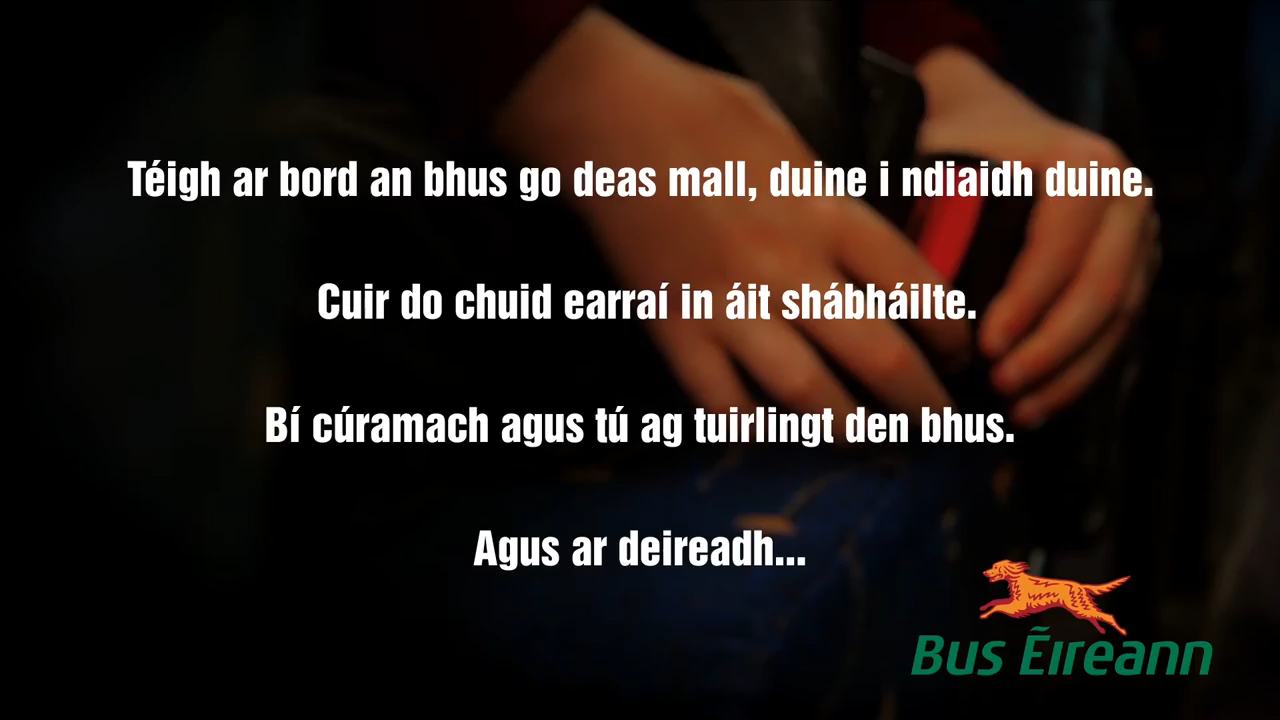 Téigh ar bord an bhus go deas mall, duine i ndiaidh duine.
Cuir do chuid earraí in áit shábháilte.
Bí cúramach agus tú ag tuirlingt den bhus.
Agus ar deireadh...
Bus Éireann